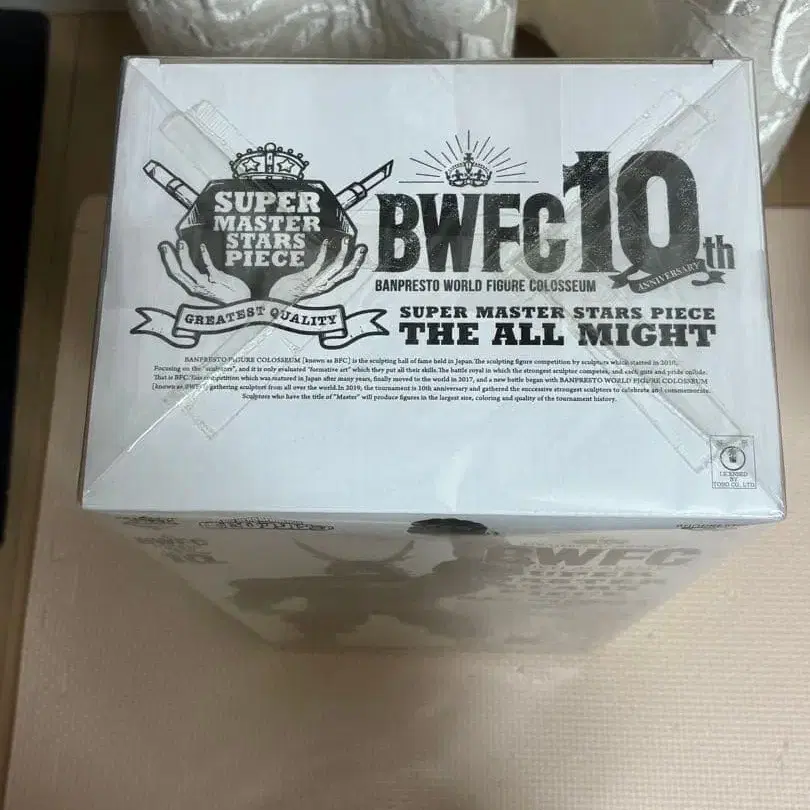 SUPER
MASTER
STARS
PIECE
GREATEST QUALITY
BWFC10th
ANNIVERSARY
BANPRESTO WORLD FIGURE COLOSSEUM
SUPER MASTER STARS PIECE
THE ALL MIGHT
BANPRESTO FIGURE COLOSSEUM [known as BFC] is the sculpting hall of fame held in Japan. The sculpting figure competition by sculptors which started in 2010.
Focusing on the "sculptors", and it is only evaluated "formative art" which they put all their skills. The battle royal in which the strongest sculptor competes, and each guts and pride collide.
That is BFC. This competition which was matured in Japan after many years, finally moved to the world in 2017, and a new battle began with BANPRESTO WORLD FIGURE COLOSSEUM
[known as BWFC] gathering sculptors from all over the world. In 2019, the tournament is 10th anniversary and gathered the successive strongest sculptors to celebrate and commemorate.
Sculptors who have the title of "Master" will produce figures in the largest size, coloring and quality of the tournament history.
LICENSED
BY
TOHO CO., LTD.
BWFC
10
BWFC
SUPER
MASTER
STARS